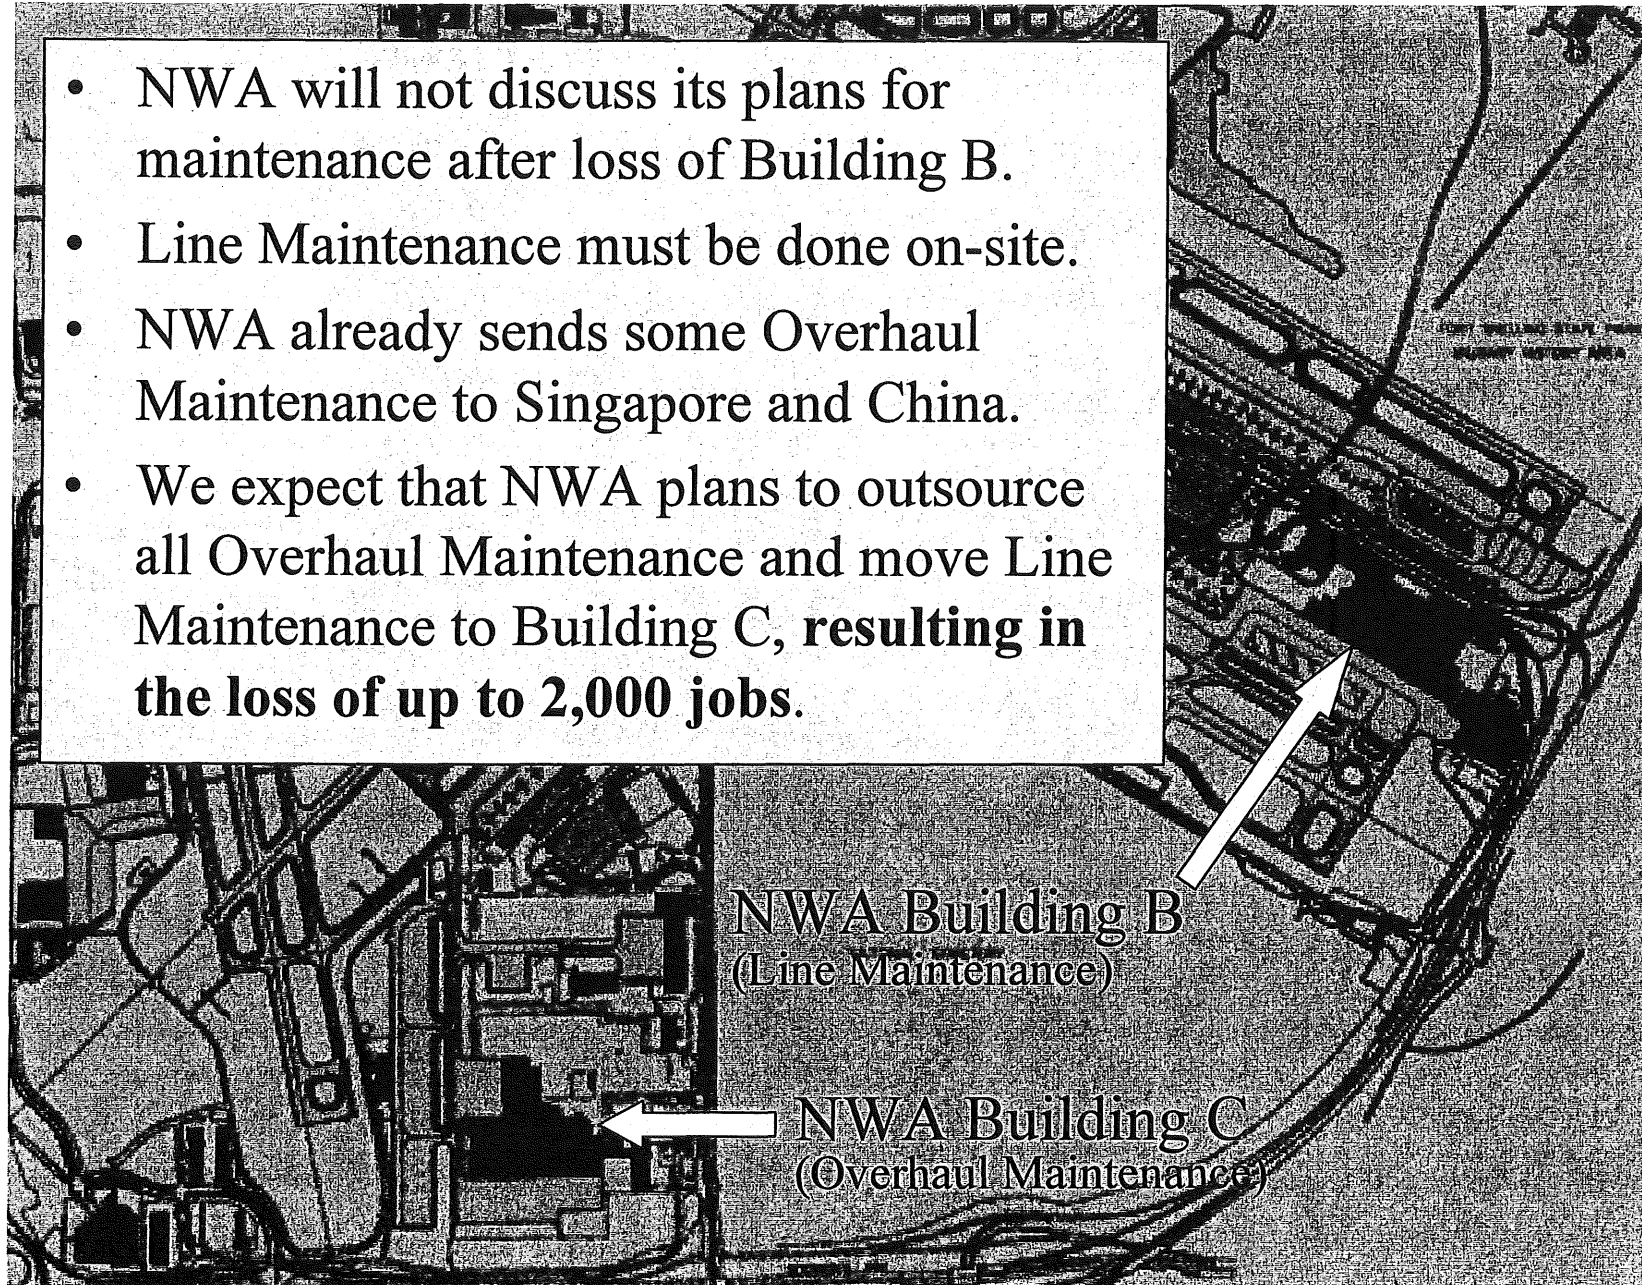 • NWA will not discuss its plans for
maintenance after loss of Building B.
• Line Maintenance must be done on-site.
• NWA already sends some Overhaul
Maintenance to Singapore and China.
• We expect that NWA plans to outsource
all Overhaul Maintenance and move Line
Maintenance to Building C, resulting in
the loss of up to 2,000 jobs.
NWA Building B
(Line Maintenance)
NWA Building C
(Overhaul Maintenance)